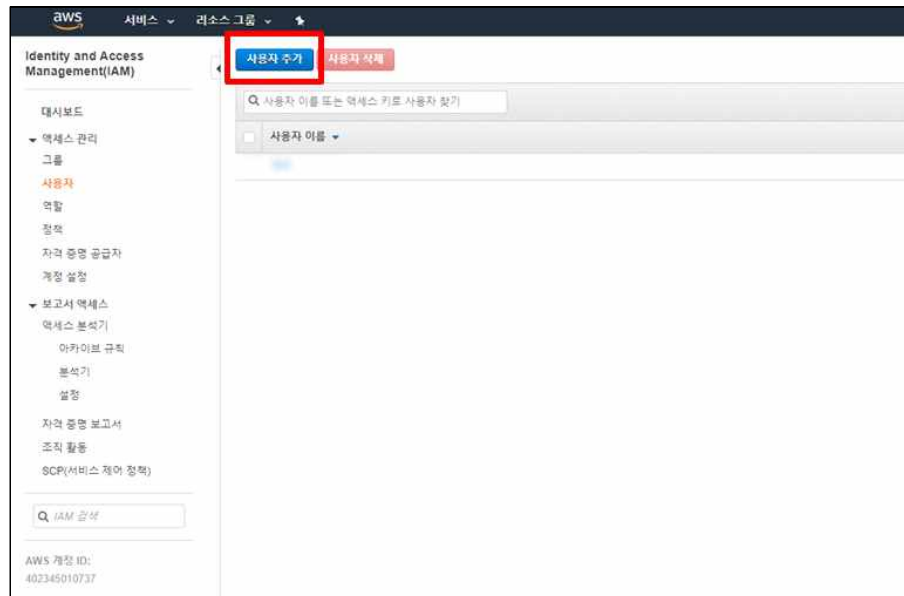 aws 서비스 리소스 그룹
Identity and Access
Management(IAM)
대시보드
액세스 관리
그룹
사용자
역할
정책
자격 증명 공급자
계정 설정
보고서 액세스
액세스 분석기
아카이브 규칙
분석기
설정
자격 증명 보고서
조직 활동
SCP(서비스 제어 정책)
IAM 검색
AWS 계정 ID:
402345010737
사용자 추가 사용자 삭제
사용자 이름 또는 액세스 키로 사용자 찾기
사용자 이름